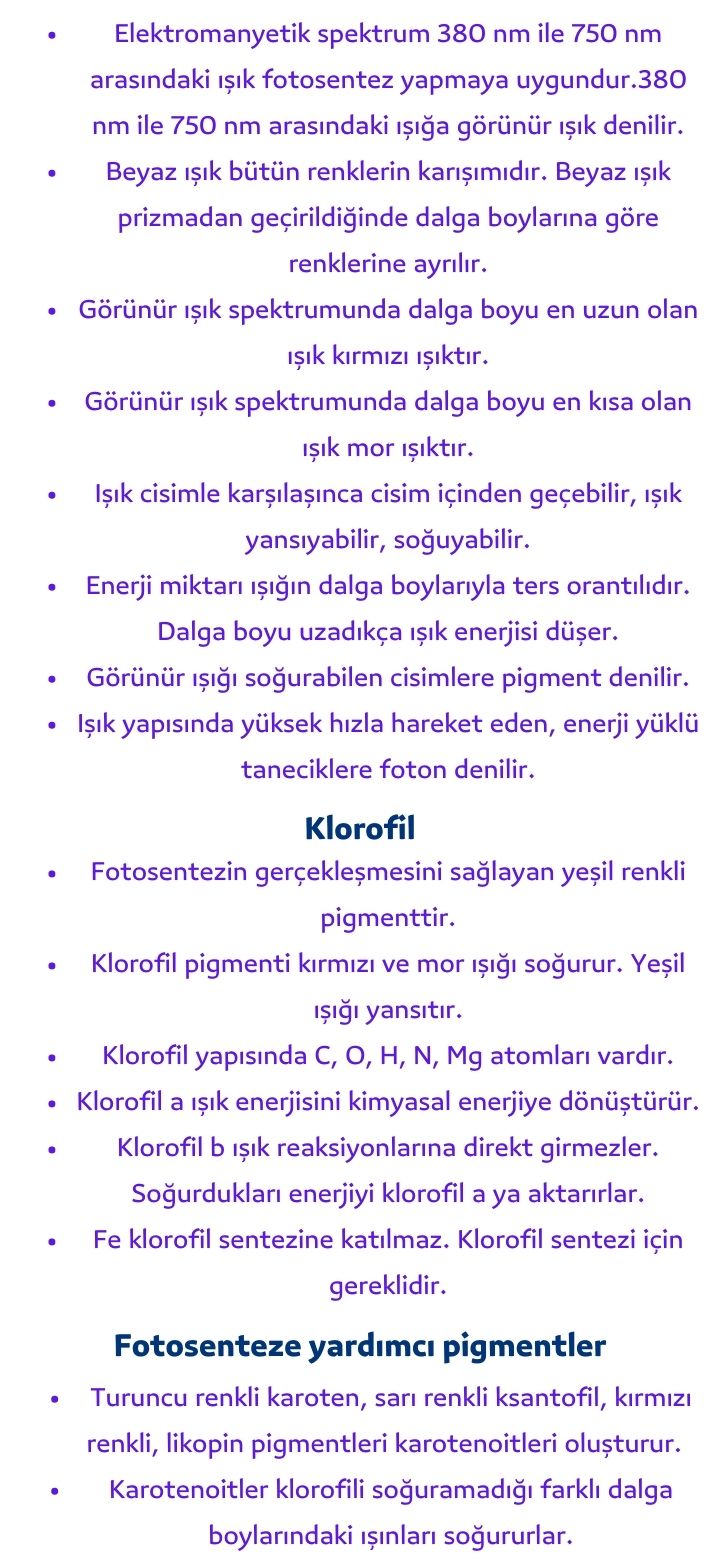 • Elektromanyetik spektrum 380 nm ile 750 nm
arasındaki ışık fotosentez yapmaya uygundur.380
nm ile 750 nm arasındaki ışığa görünür ışık denilir.
• Beyaz ışık bütün renklerin karışımıdır. Beyaz ışık
prizmadan geçirildiğinde dalga boylarına göre
renklerine ayrılır.
• Görünür ışık spektrumunda dalga boyu en uzun olan
ışık kırmızı ışıktır.
• Görünür ışık spektrumunda dalga boyu en kısa olan
ışık mor ışıktır.
• Işık cisimle karşılaşınca cisim içinden geçebilir, ışık
yansıyabilir, soğuyabilir.
• Enerji miktarı ışığın dalga boylarıyla ters orantılıdır.
Dalga boyu uzadıkça ışık enerjisi düşer.
• Görünür ışığı soğurabilen cisimlere pigment denilir.
• Işık yapısında yüksek hızla hareket eden, enerji yüklü
taneciklere foton denilir.
Klorofil
• Fotosentezin gerçekleşmesini sağlayan yeşil renkli
pigmenttir.
• Klorofil pigmenti kırmızı ve mor ışığı soğurur. Yeşil
ışığı yansıtır.
• Klorofil yapısında C, O, H, N, Mg atomları vardır.
• Klorofil a ışık enerjisini kimyasal enerjiye dönüştürür.
• Klorofil b ışık reaksiyonlarına direkt girmezler.
Soğurdukları enerjiyi klorofil a ya aktarırlar.
• Fe klorofil sentezine katılmaz. Klorofil sentezi için
gereklidir.
Fotosenteze yardımcı pigmentler
• Turuncu renkli karoten, sarı renkli ksantofil, kırmızı
renkli, likopin pigmentleri karotenoitleri oluşturur.
• Karotenoitler klorofili soğuramadığı farklı dalga
boylarındaki ışınları soğururlar.